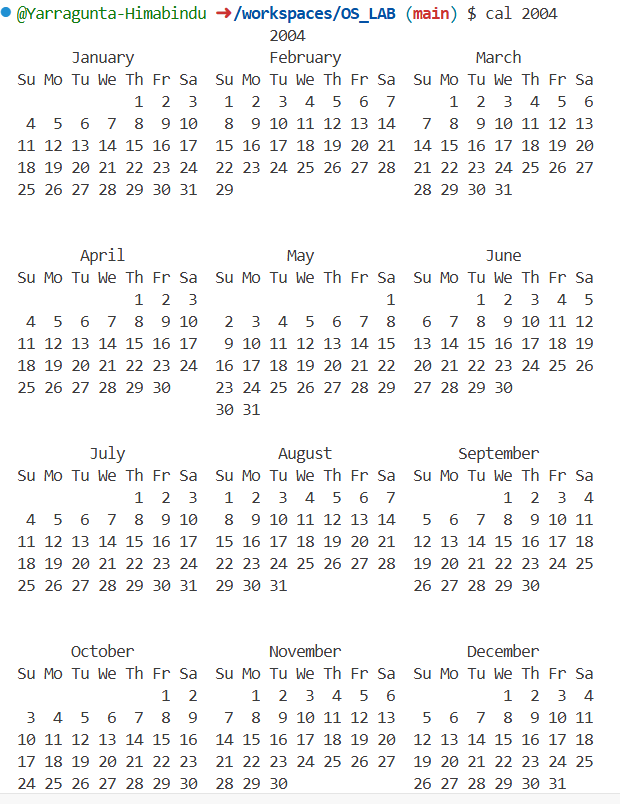 @Yarragunta-Himabindu ➜/workspaces/OS_LAB (main) $ cal 2004
                            2004
      January               February               March
Su Mo Tu We Th Fr Sa  Su Mo Tu We Th Fr Sa  Su Mo Tu We Th Fr Sa
             1  2  3   1  2  3  4  5  6  7      1  2  3  4  5  6
 4  5  6  7  8  9 10   8  9 10 11 12 13 14   7  8  9 10 11 12 13
11 12 13 14 15 16 17  15 16 17 18 19 20 21  14 15 16 17 18 19 20
18 19 20 21 22 23 24  22 23 24 25 26 27 28  21 22 23 24 25 26 27
25 26 27 28 29 30 31  29                    28 29 30 31

       April                  May                   June
Su Mo Tu We Th Fr Sa  Su Mo Tu We Th Fr Sa  Su Mo Tu We Th Fr Sa
             1  2  3                     1         1  2  3  4  5
 4  5  6  7  8  9 10   2  3  4  5  6  7  8   6  7  8  9 10 11 12
11 12 13 14 15 16 17   9 10 11 12 13 14 15  13 14 15 16 17 18 19
18 19 20 21 22 23 24  16 17 18 19 20 21 22  20 21 22 23 24 25 26
25 26 27 28 29 30     23 24 25 26 27 28 29  27 28 29 30
                      30 31

        July                 August              September
Su Mo Tu We Th Fr Sa  Su Mo Tu We Th Fr Sa  Su Mo Tu We Th Fr Sa
             1  2  3   1  2  3  4  5  6  7            1  2  3  4
 4  5  6  7  8  9 10   8  9 10 11 12 13 14   5  6  7  8  9 10 11
11 12 13 14 15 16 17  15 16 17 18 19 20 21  12 13 14 15 16 17 18
18 19 20 21 22 23 24  22 23 24 25 26 27 28  19 20 21 22 23 24 25
25 26 27 28 29 30 31  29 30 31              26 27 28 29 30

      October               November              December
Su Mo Tu We Th Fr Sa  Su Mo Tu We Th Fr Sa  Su Mo Tu We Th Fr Sa
                1  2      1  2  3  4  5  6            1  2  3  4
 3  4  5  6  7  8  9   7  8  9 10 11 12 13   5  6  7  8  9 10 11
10 11 12 13 14 15 16  14 15 16 17 18 19 20  12 13 14 15 16 17 18
17 18 19 20 21 22 23  21 22 23 24 25 26 27  19 20 21 22 23 24 25
24 25 26 27 28 29 30  28 29 30              26 27 28 29 30 31